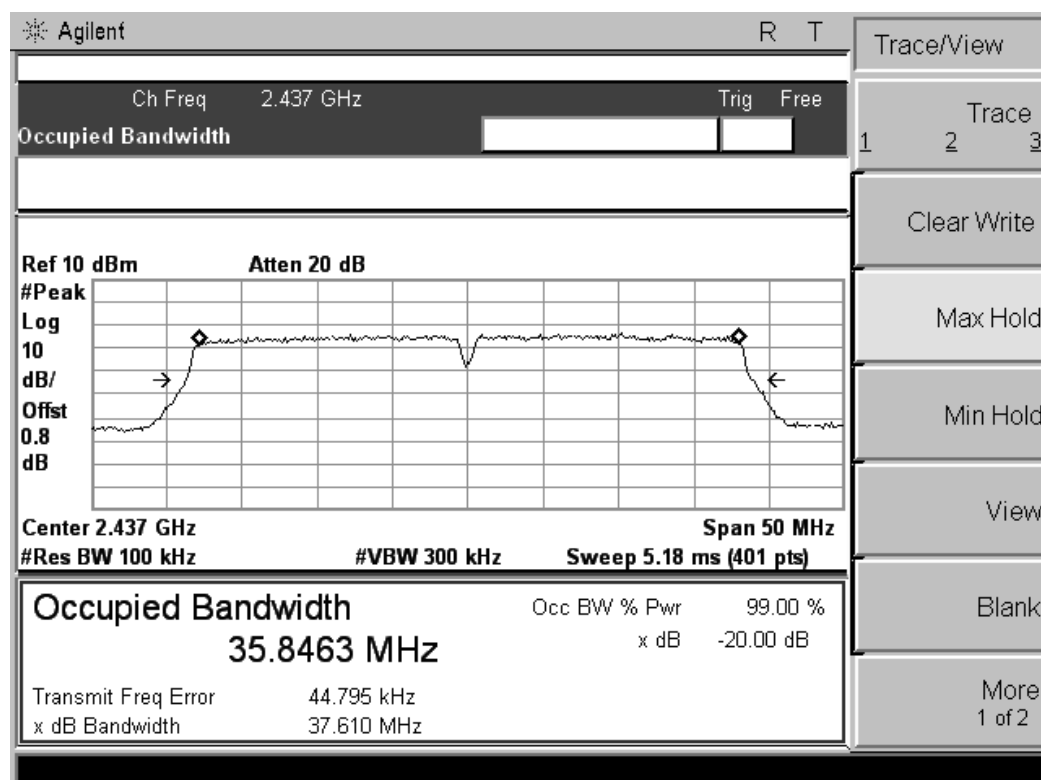 Agilent R T
Trace/View
Ch Freq 2.437 GHz Trig Free
Occupied Bandwidth
Trace
1 2 3
Clear Write
Max Hold
Min Hold
View
Blank
More
1 of 2
Ref 10 dBm Atten 20 dB
#Peak
Log
10
dB/
Offst
0.8
dB
Center 2.437 GHz Span 50 MHz
#Res BW 100 kHz #VBW 300 kHz Sweep 5.18 ms (401 pts)
Occupied Bandwidth
35.8463 MHz
Occ BW % Pwr 99.00 %
x dB -20.00 dB
Transmit Freq Error 44.795 kHz
x dB Bandwidth 37.610 MHz